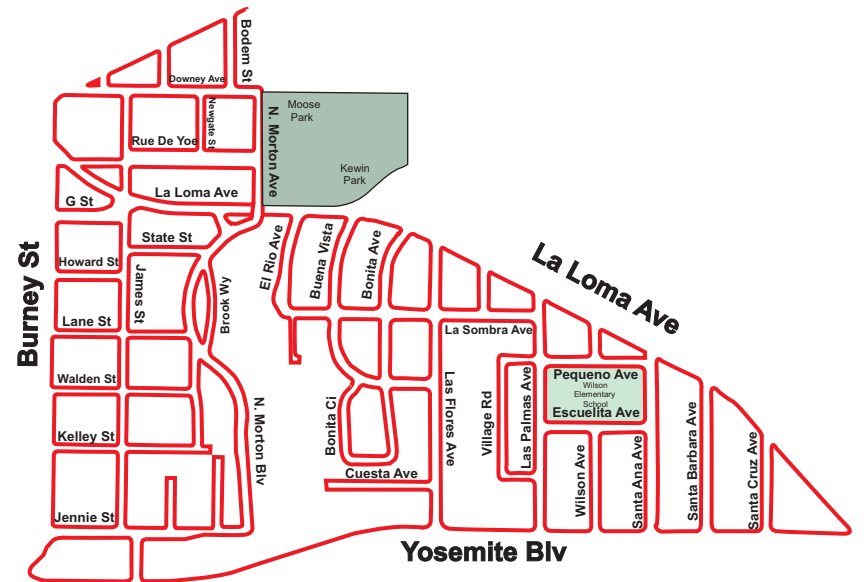 Bodem St
Downey Ave
Newgate St
N. Morton Ave
Moose
Park
Rue De Yoe
Kewin
Park
La Loma Ave
G St
State St
Burney St
Howard St
James St
Brook Wy
El Rio Ave
Buena Vista
Bonita Ave
La Loma Ave
Lane St
La Sombra Ave
Walden St
Pequeno Ave
Wilson
Elementary
School
Escuelita Ave
Kelley St
N. Morton Blv
Bonita Ci
Las Flores Ave
Village Rd
Las Palmas Ave
Cuesta Ave
Wilson Ave
Santa Ana Ave
Santa Barbara Ave
Santa Cruz Ave
Jennie St
Yosemite Blv